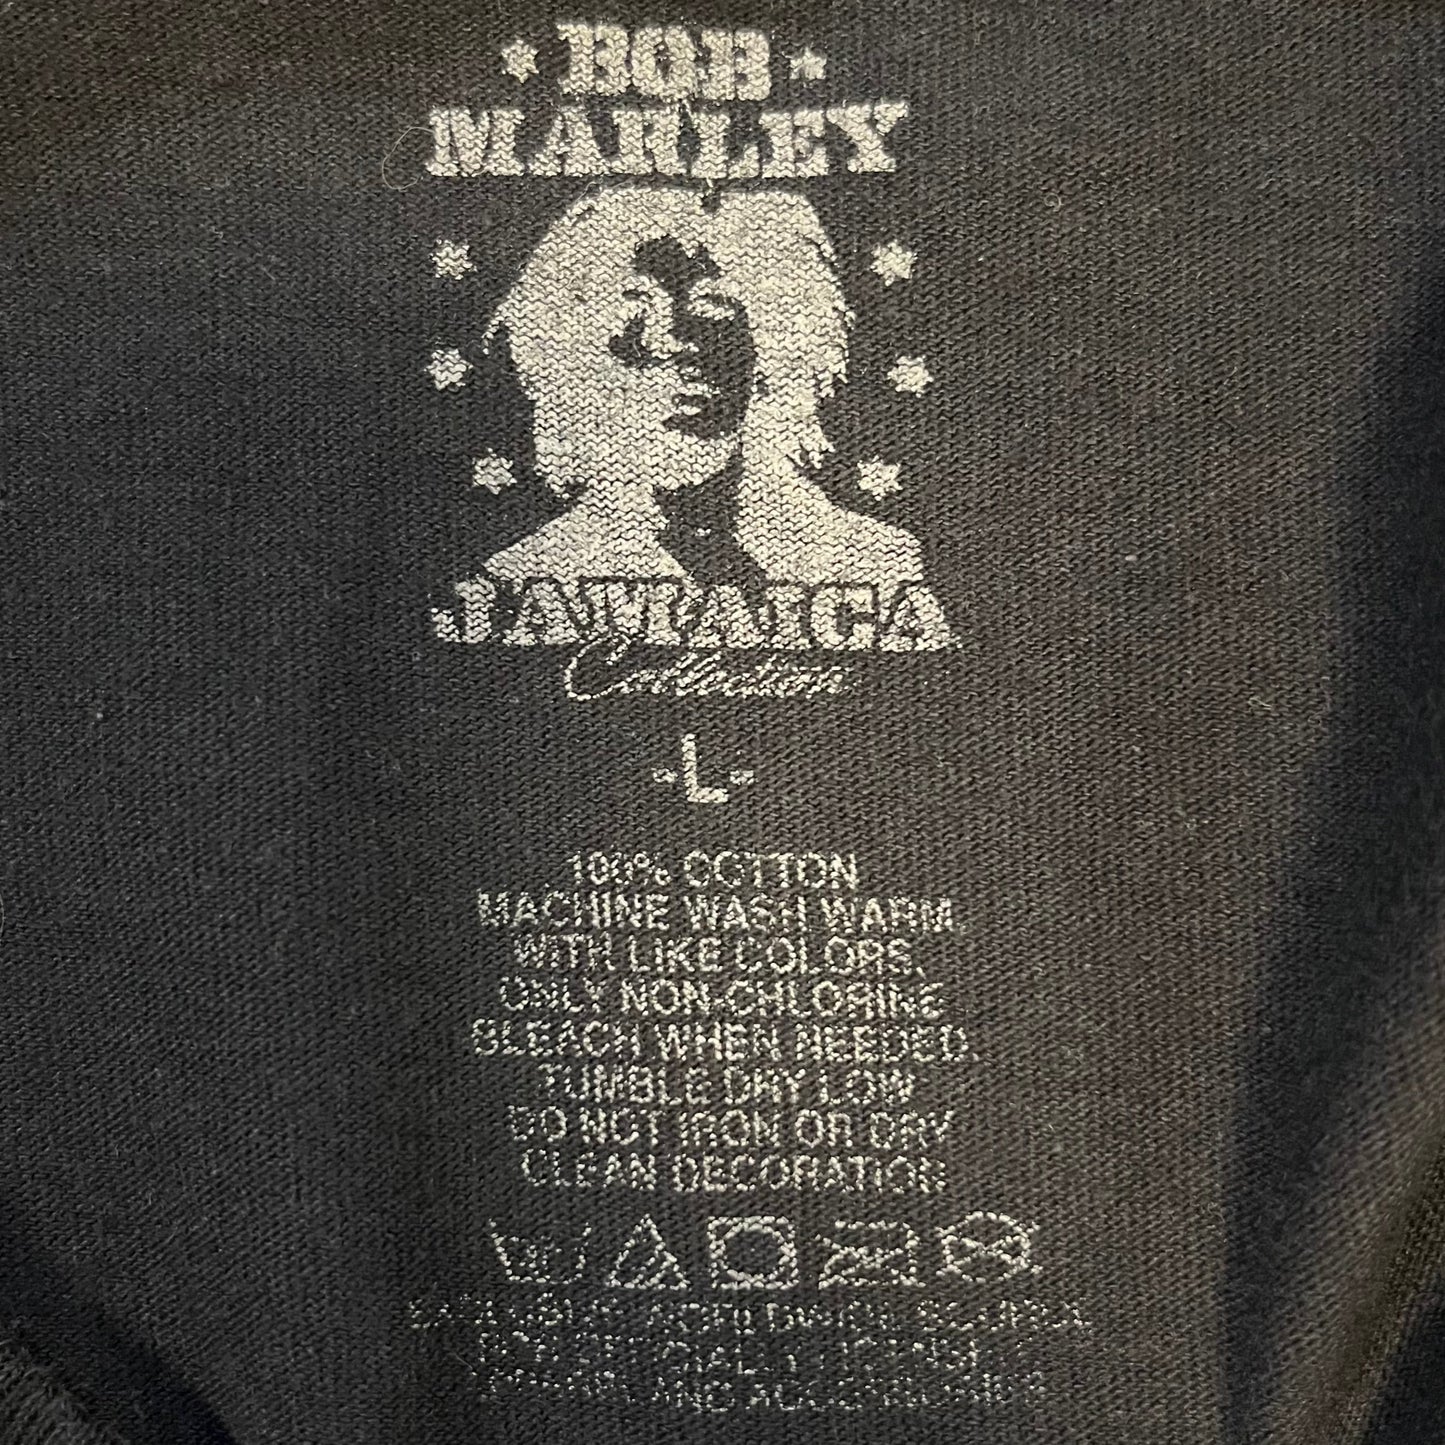 BOB
MARLEY
JAMAICA
Collection
-L-
100% COTTON
MACHINE WASH WARM,
WITH LIKE COLORS,
ONLY NON-CHLORINE
BLEACH WHEN NEEDED.
TUMBLE DRY LOW
DO NOT IRON OR DRY
CLEAN DECORATION
AND